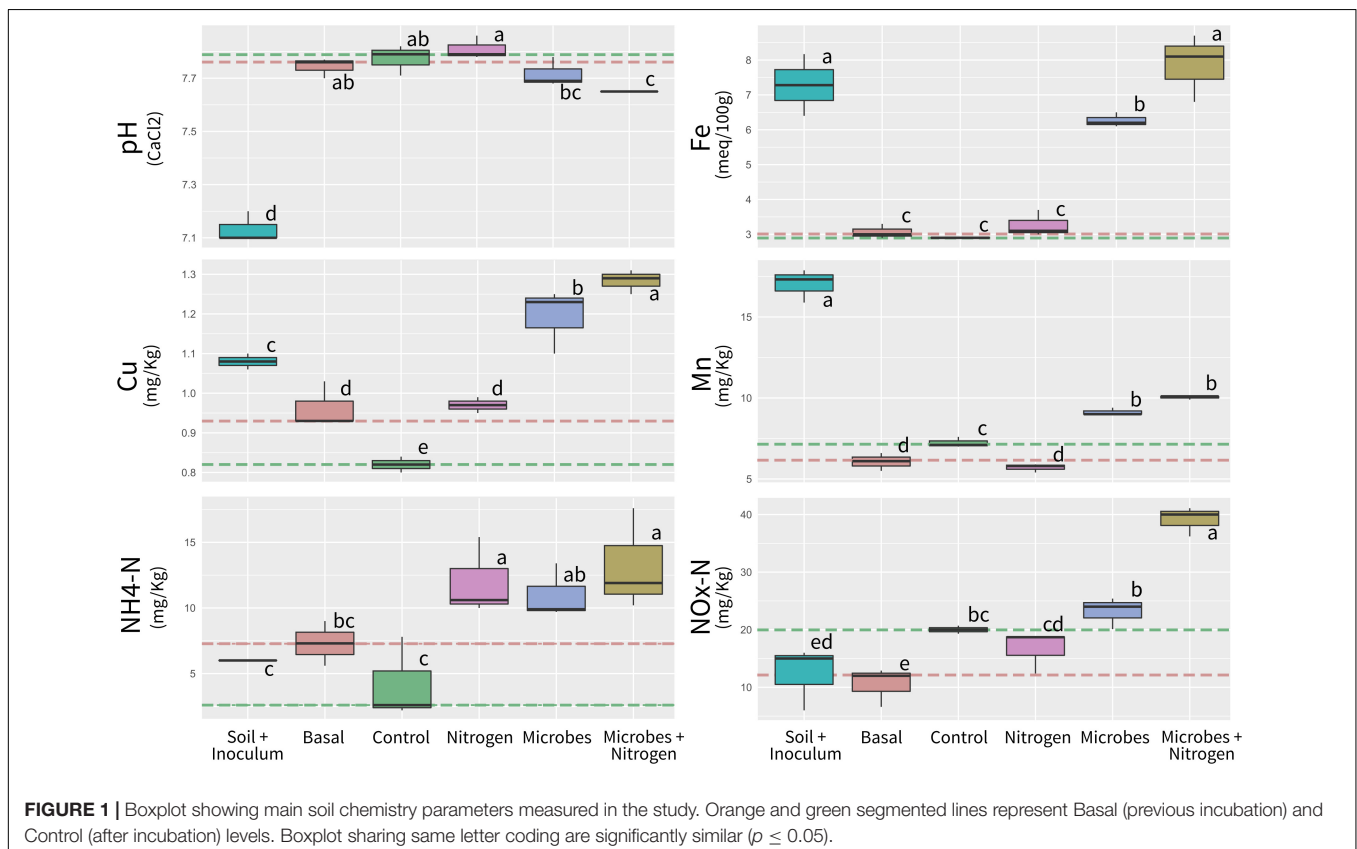 pH
(CaCl2)
7.7
7.5
7.3
7.1
d
ab
ab
a
bc
c
Fe
(meq/100g)
8
7
6
5
4
3
a
c
c
c
b
a
Cu
(mg/Kg)
1.3
1.2
1.1
1.0
0.9
0.8
c
d
e
d
b
a
Mn
(mg/Kg)
15
10
5
a
d
c
d
b
b
NH4-N
(mg/Kg)
15
10
5
c
bc
c
a
ab
a
NOx-N
(mg/Kg)
40
30
20
10
ed
e
bc
cd
b
a
Soil +
Inoculum
Basal
Control
Nitrogen
Microbes
Microbes +
Nitrogen
Soil +
Inoculum
Basal
Control
Nitrogen
Microbes
Microbes +
Nitrogen
FIGURE 1 | Boxplot showing main soil chemistry parameters measured in the study. Orange and green segmented lines represent Basal (previous incubation) and
Control (after incubation) levels. Boxplot sharing same letter coding are significantly similar (p ≤ 0.05).